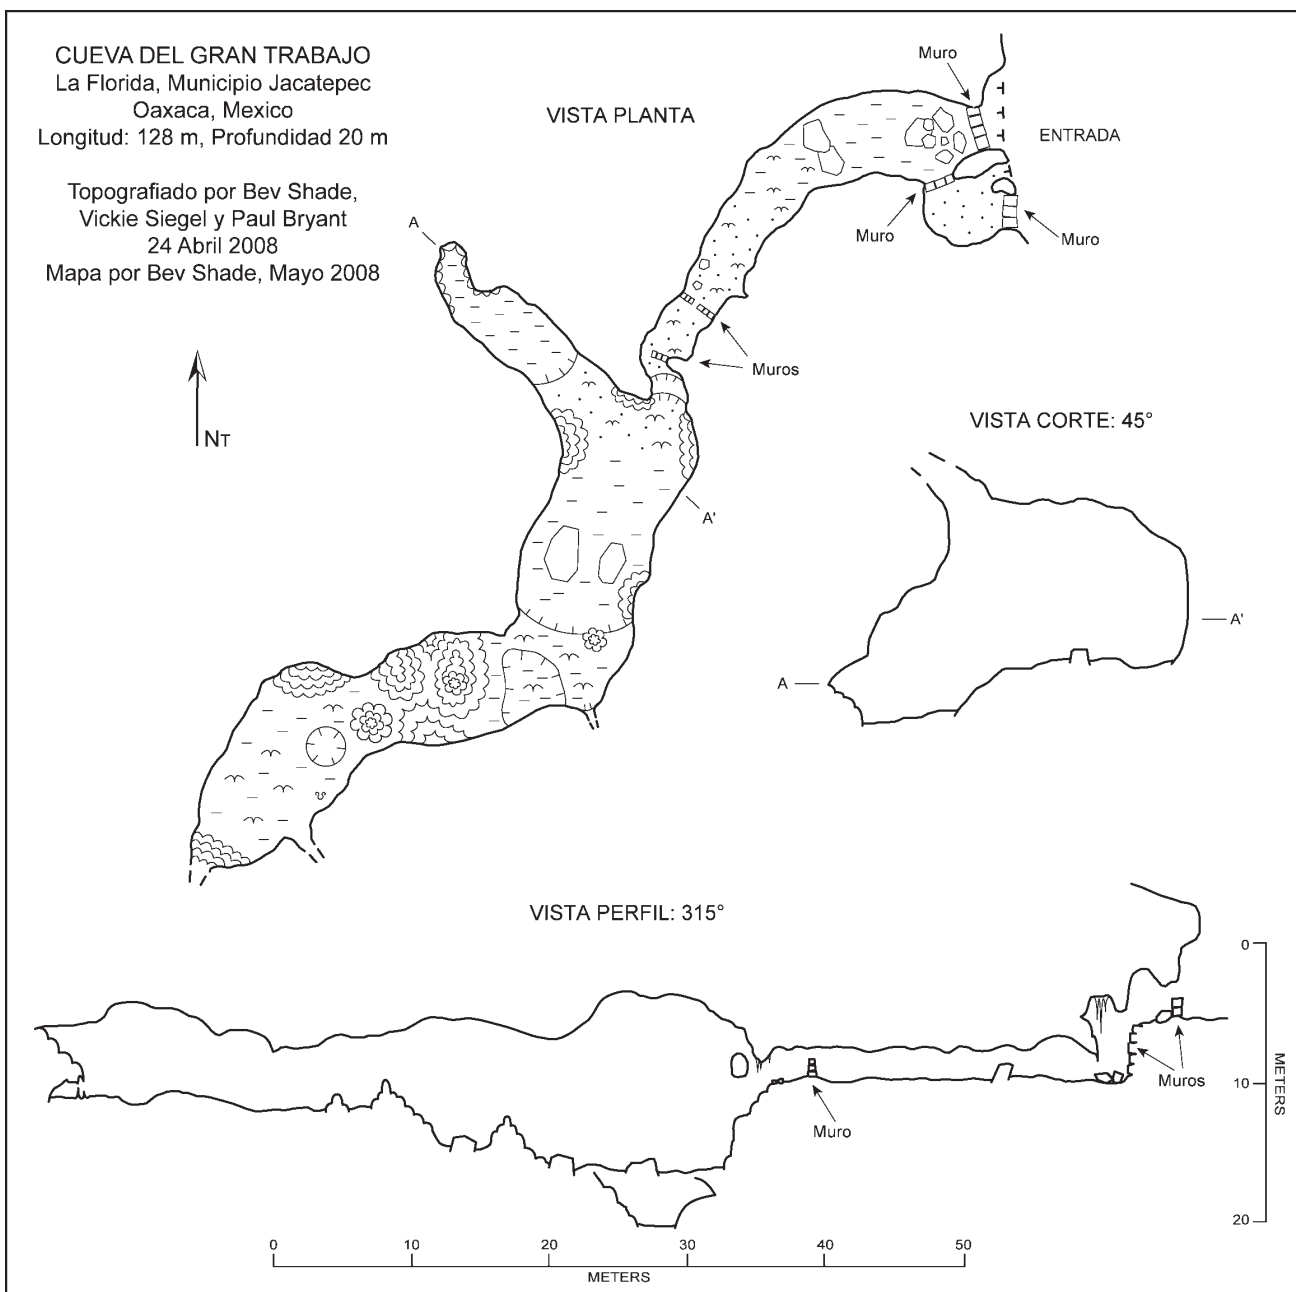 CUEVA DEL GRAN TRABAJO
La Florida, Municipio Jacatepec
Oaxaca, Mexico
Longitud: 128 m, Profundidad 20 m
Topografiado por Bev Shade,
Vickie Siegel y Paul Bryant
24 Abril 2008
Mapa por Bev Shade, Mayo 2008
VISTA PLANTA
Muro
ENTRADA
Muro
Muro
Muros
A
A'
NT
VISTA CORTE: 45°
A
A'
VISTA PERFIL: 315°
Muro
Muros
0
10
20
METERS
0 10 20 30 40 50
METERS